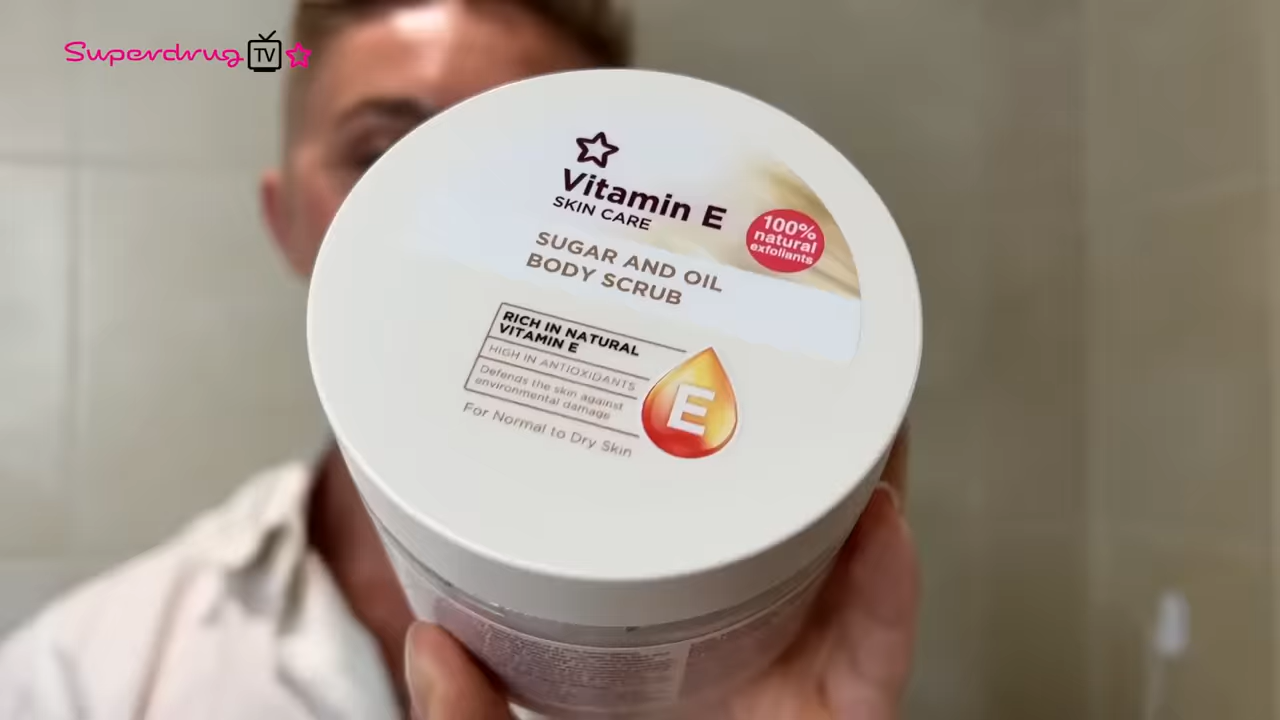 Superdrug TV
Vitamin E
SKIN CARE
100%
natural
exfoliants
SUGAR AND OIL
BODY SCRUB
RICH IN NATURAL
VITAMIN E
HIGH IN ANTIOXIDANTS
Defends the skin against
environmental damage
For Normal to Dry Skin
E